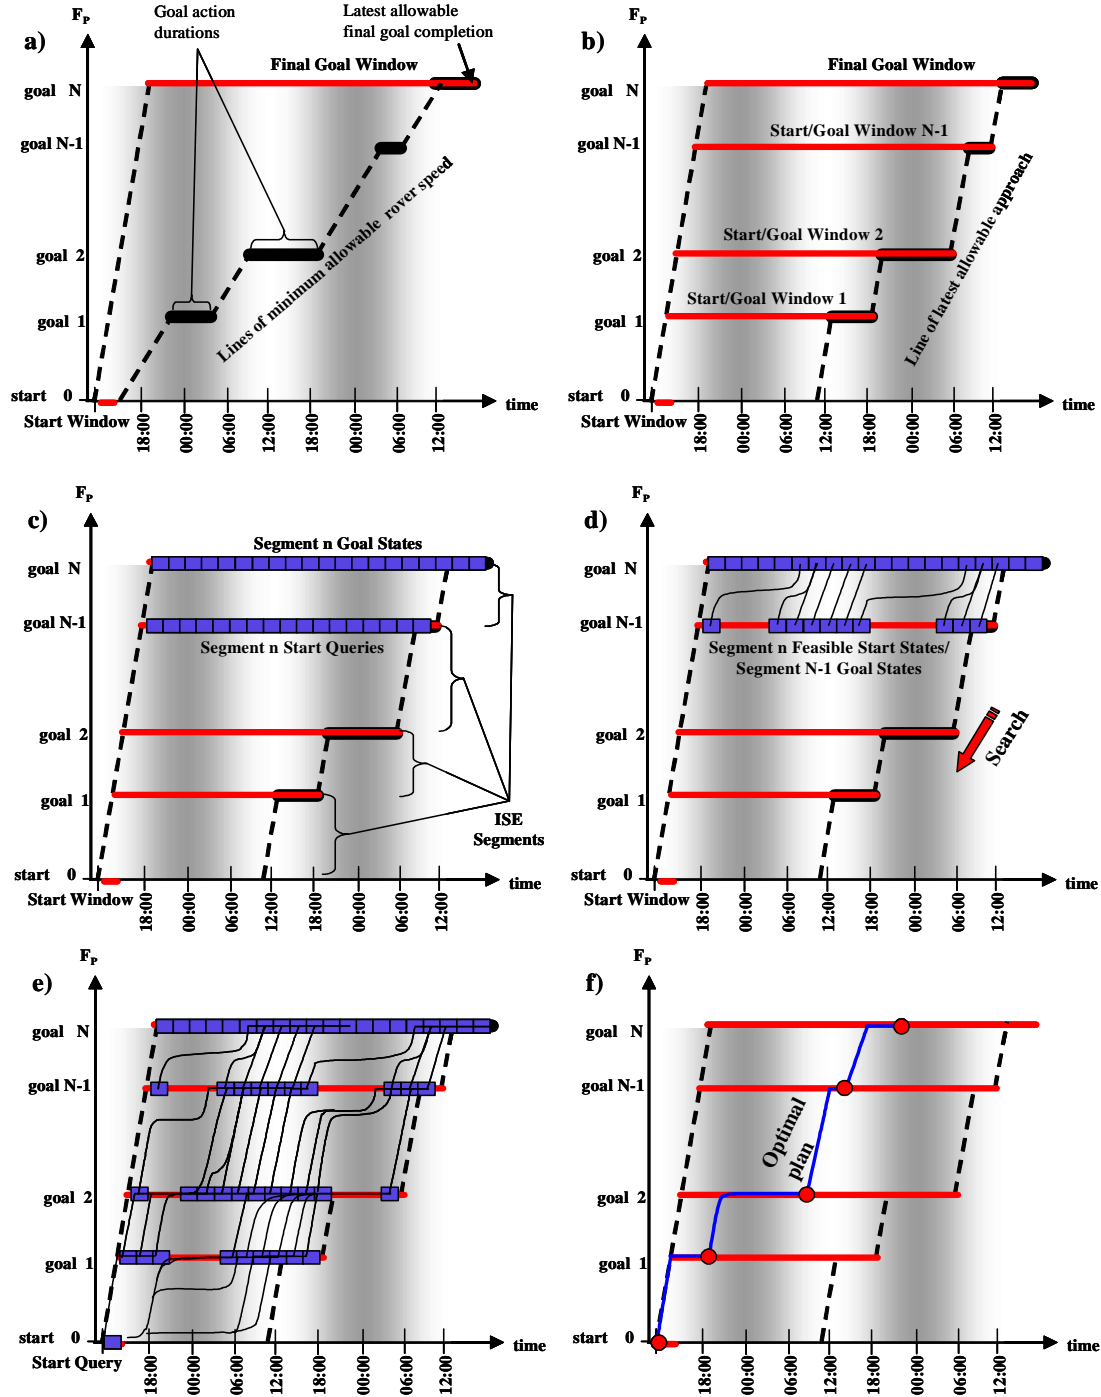 a)
F_P
Goal action
durations
Latest allowable
final goal completion
Final Goal Window
goal N
goal N-1
goal 2
goal 1
Lines of minimum allowable rover speed
start 0
Start Window
time
18:00
00:00
06:00
12:00
18:00
00:00
06:00
12:00
b)
F_P
Final Goal Window
goal N
Start/Goal Window N-1
goal N-1
Start/Goal Window 2
goal 2
Start/Goal Window 1
goal 1
Line of latest allowable approach
start 0
Start Window
time
18:00
00:00
06:00
12:00
18:00
00:00
06:00
12:00
c)
F_P
Segment n Goal States
goal N
goal N-1
Segment n Start Queries
goal 2
goal 1
ISE
Segments
start 0
Start Window
time
18:00
00:00
06:00
12:00
18:00
00:00
06:00
12:00
d)
F_P
goal N
goal N-1
Segment n Feasible Start States/
Segment N-1 Goal States
Search
goal 2
goal 1
start 0
Start Window
time
18:00
00:00
06:00
12:00
18:00
00:00
06:00
12:00
e)
F_P
goal N
goal N-1
goal 2
goal 1
start 0
Start Query
time
18:00
00:00
06:00
12:00
18:00
00:00
06:00
12:00
f)
F_P
goal N
goal N-1
Optimal
plan
goal 2
goal 1
start 0
time
18:00
00:00
06:00
12:00
18:00
00:00
06:00
12:00